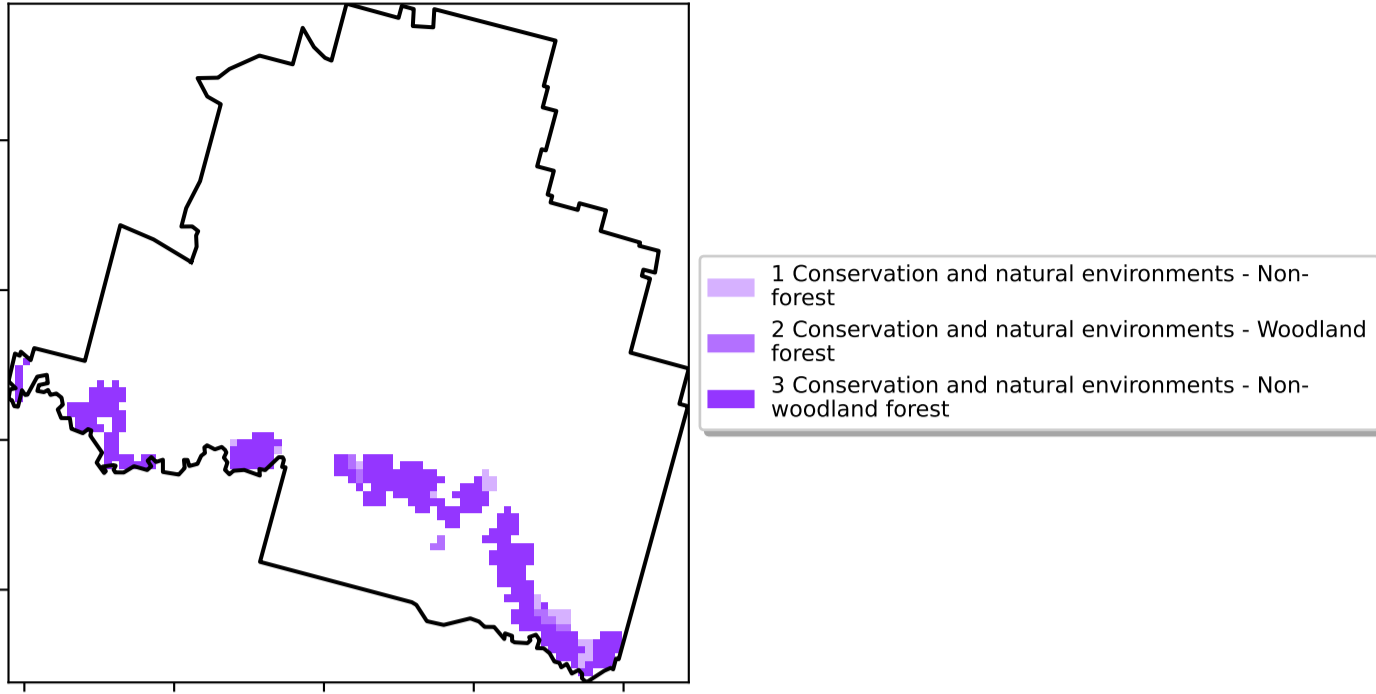 1 Conservation and natural environments - Non-
forest
2 Conservation and natural environments - Woodland
forest
3 Conservation and natural environments - Non-
woodland forest